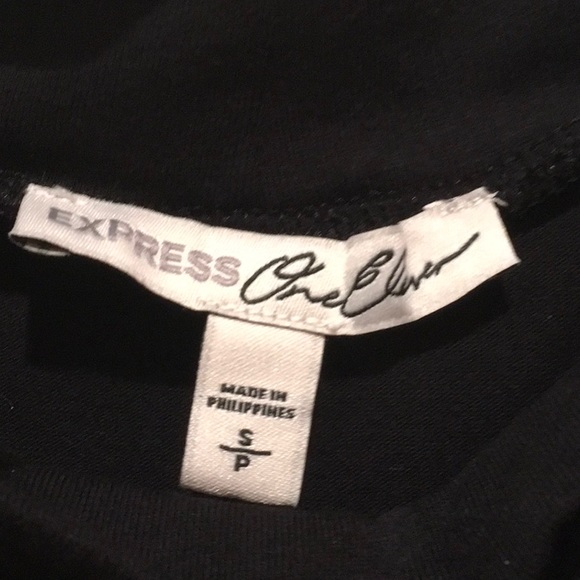 EXPRESS One Eleven
MADE IN
PHILIPPINES
S
P